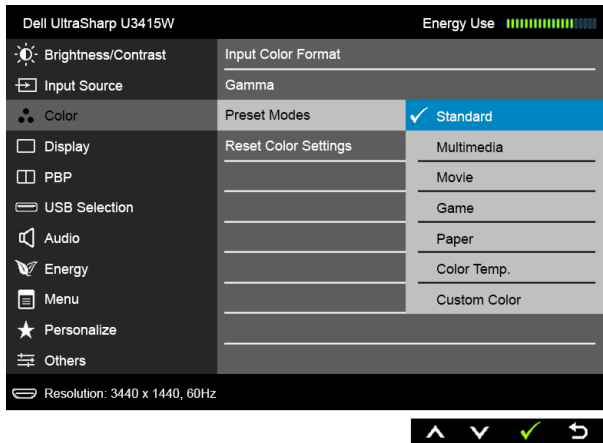 Dell UltraSharp U3415W
Energy Use
Brightness/Contrast
Input Color Format
Input Source
Gamma
Color
Preset Modes
Standard
Display
Reset Color Settings
Multimedia
PBP
Movie
USB Selection
Game
Audio
Paper
Energy
Color Temp.
Menu
Custom Color
Personalize
Others
Resolution: 3440 x 1440, 60Hz